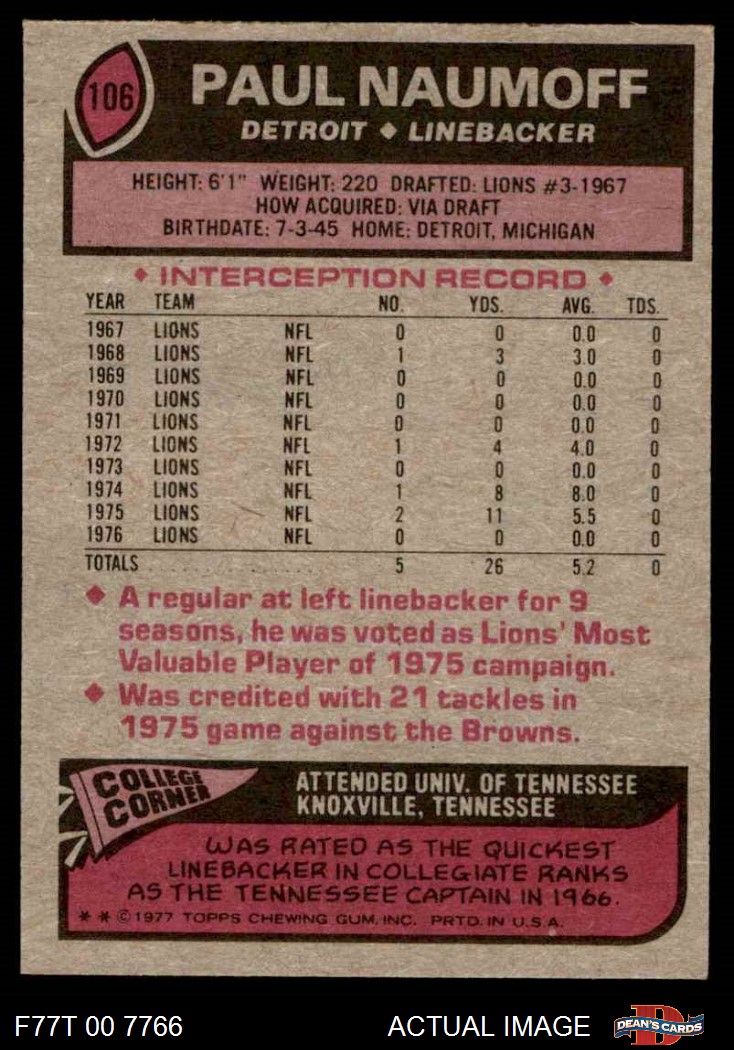 106
PAUL NAUMOFF
DETROIT ◆ LINEBACKER
HEIGHT: 6'1" WEIGHT: 220 DRAFTED: LIONS #3-1967
HOW ACQUIRED: VIA DRAFT
BIRTHDATE: 7-3-45 HOME: DETROIT, MICHIGAN
◆ INTERCEPTION RECORD ◆
YEAR TEAM NO. YDS. AVG. TDS.
1967 LIONS NFL 0 0 0.0 0
1968 LIONS NFL 1 3 3.0 0
1969 LIONS NFL 0 0 0.0 0
1970 LIONS NFL 0 0 0.0 0
1971 LIONS NFL 0 0 0.0 0
1972 LIONS NFL 1 4 4.0 0
1973 LIONS NFL 0 0 0.0 0
1974 LIONS NFL 1 8 8.0 0
1975 LIONS NFL 2 11 5.5 0
1976 LIONS NFL 0 0 0.0 0
TOTALS 5 26 5.2 0
◆ A regular at left linebacker for 9
seasons, he was voted as Lions' Most
Valuable Player of 1975 campaign.
◆ Was credited with 21 tackles in
1975 game against the Browns.
COLLEGE
CORNER
ATTENDED UNIV. OF TENNESSEE
KNOXVILLE, TENNESSEE
WAS RATED AS THE QUICKEST
LINEBACKER IN COLLEGIATE RANKS
AS THE TENNESSEE CAPTAIN IN 1966.
** © 1977 TOPPS CHEWING GUM, INC. PRTD. IN U.S.A.
F77T 00 7766 ACTUAL IMAGE
D
DEAN'S CARDS